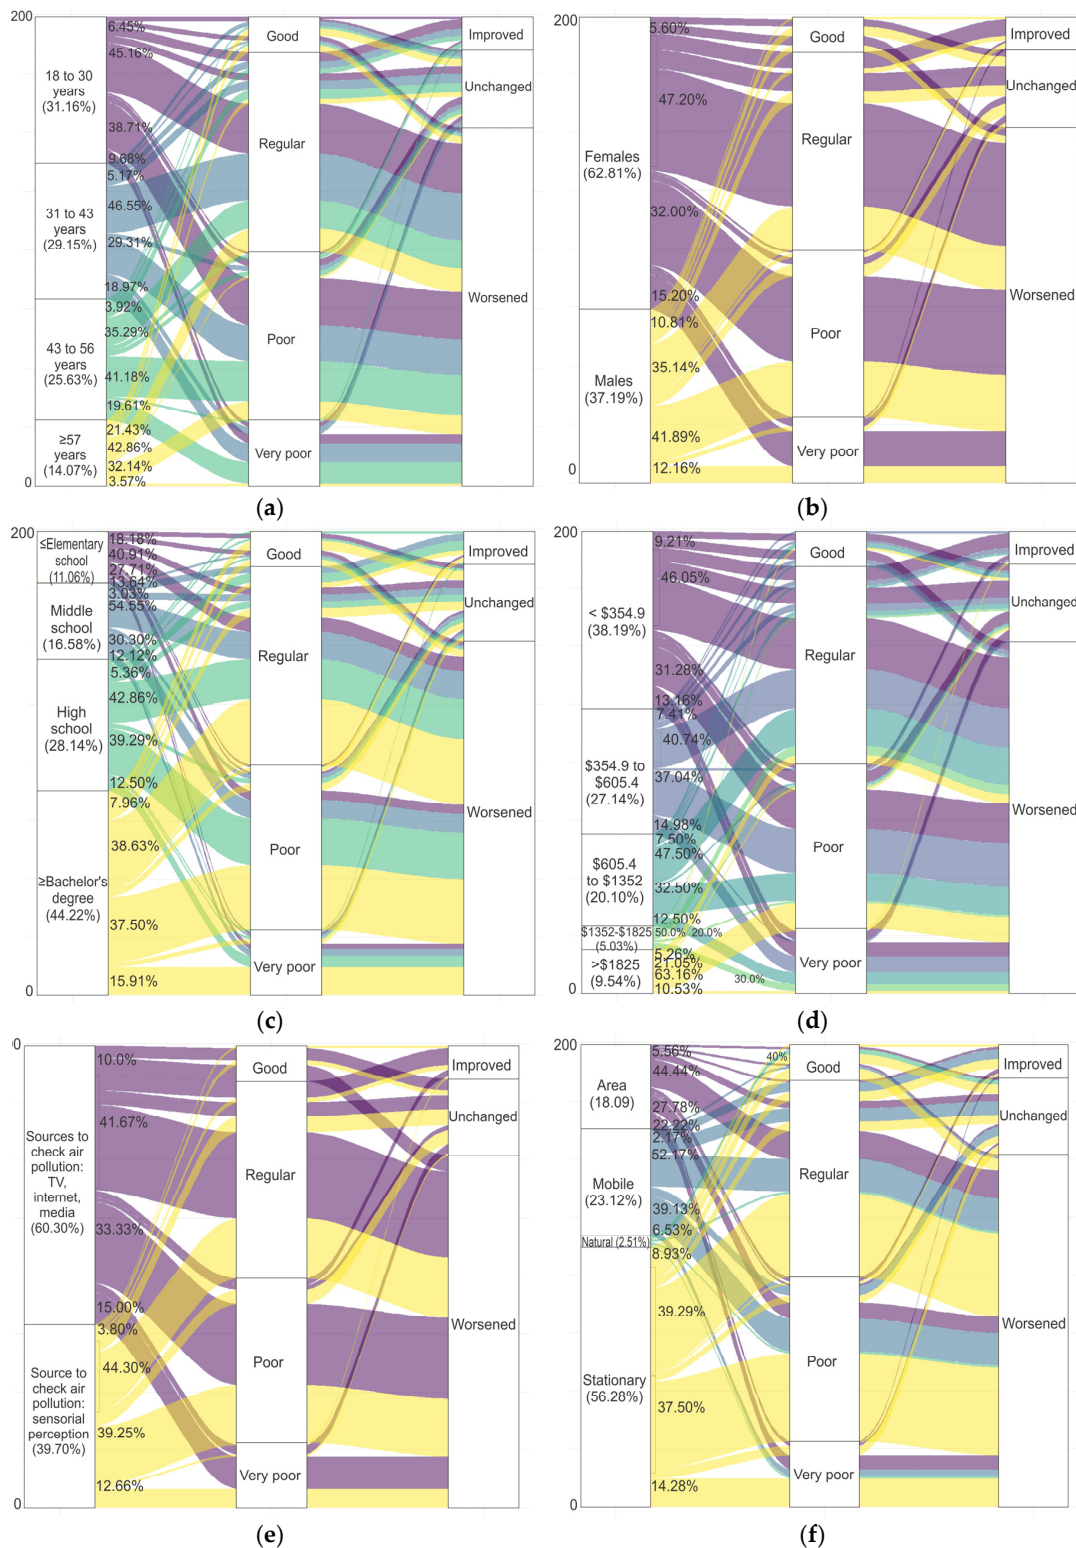 200
6.45%
45.16%
18 to 30
years
(31.16%)
38.71%
9.68%
5.17%
46.55%
31 to 43
years
(29.15%)
29.31%
18.97%
3.92%
35.29%
43 to 56
years
(25.63%)
41.18%
19.61%
21.43%
≥57
years
(14.07%)
42.86%
32.14%
3.57%
0
Good
Regular
Poor
Very poor
Improved
Unchanged
Worsened
(a)
200
5.60%
47.20%
Females
(62.81%)
32.00%
15.20%
10.81%
35.14%
Males
(37.19%)
41.89%
12.16%
0
Good
Regular
Poor
Very poor
Improved
Unchanged
Worsened
(b)
200
≤Elementary
school
(11.06%)
18.18%
40.91%
27.71%
13.64%
3.03%
54.55%
Middle
school
(16.58%)
30.30%
12.12%
5.36%
42.86%
High
school
(28.14%)
39.29%
12.50%
7.96%
38.63%
≥Bachelor's
degree
(44.22%)
37.50%
15.91%
0
Good
Regular
Poor
Very poor
Improved
Unchanged
Worsened
(c)
200
9.21%
46.05%
< $354.9
(38.19%)
31.28%
13.16%
7.41%
40.74%
$354.9 to
$605.4
(27.14%)
37.04%
14.98%
7.50%
47.50%
$605.4
to $1352
(20.10%)
32.50%
12.50%
$1352-$1825
(5.03%)
50.0% 20.0%
30.0%
>$1825
(9.54%)
5.26%
21.05%
63.16%
10.53%
0
Good
Regular
Poor
Very poor
Improved
Unchanged
Worsened
(d)
10.0%
41.67%
Sources to
check air
pollution:
TV,
internet,
media
(60.30%)
33.33%
15.00%
3.80%
44.30%
Source to
check air
pollution:
sensorial
perception
(39.70%)
39.25%
12.66%
0
Good
Regular
Poor
Very poor
Improved
Unchanged
Worsened
(e)
200
5.56%
40%
44.44%
Area
(18.09)
27.78%
22.22%
2.17%
52.17%
Mobile
(23.12%)
39.13%
6.53%
Natural (2.51%)
8.93%
39.29%
Stationary
(56.28%)
37.50%
14.28%
0
Good
Regular
Poor
Very poor
Improved
Unchanged
Worsened
(f)